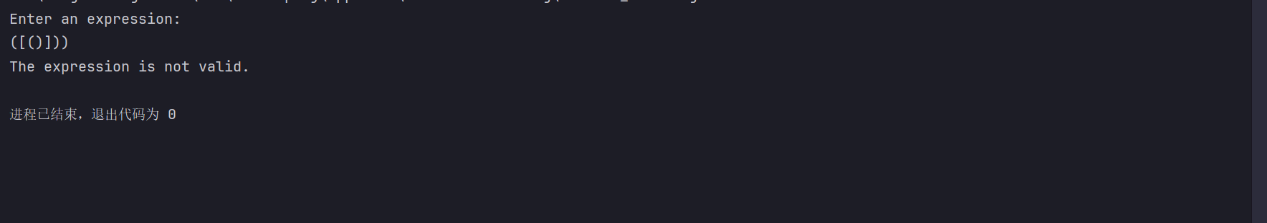 Enter an expression:
([()]))
The expression is not valid.
进程已结束，退出代码为 0